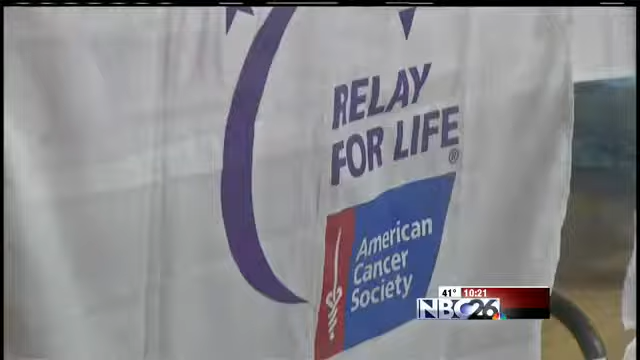 RELAY
FOR LIFE®
American
Cancer
Society
41° 10:21
NBC26